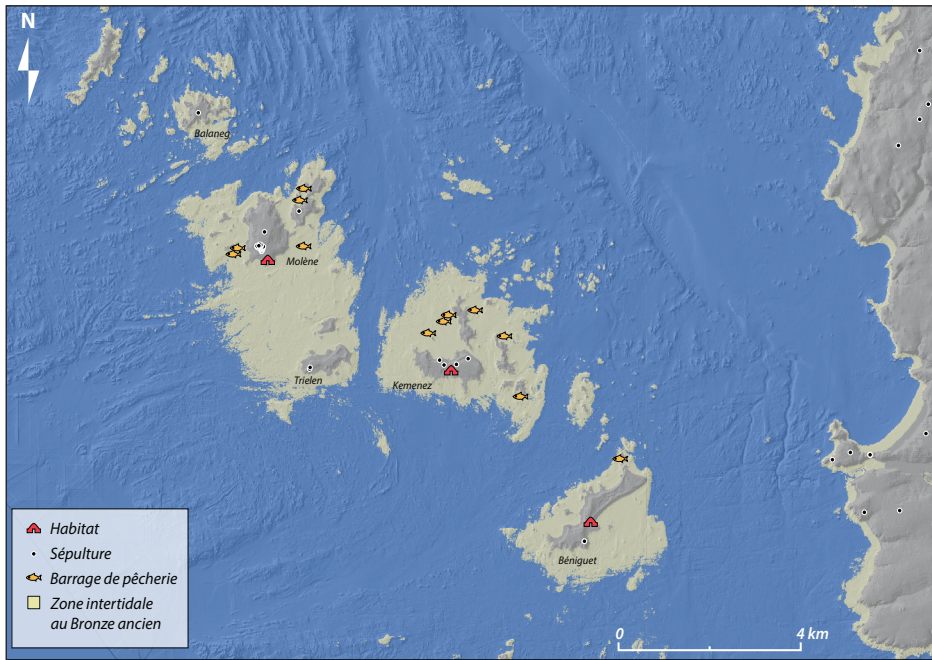 N
Balaneg
Molène
Trielen
Kemenez
Béniguet
Habitat
Sépulture
Barrage de pêcherie
Zone intertidale
au Bronze ancien
0 4 km